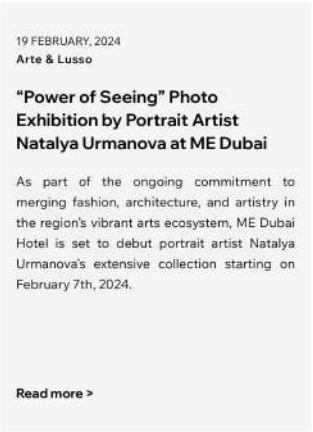 19 FEBRUARY, 2024
Arte & Lusso
“Power of Seeing” Photo
Exhibition by Portrait Artist
Natalya Urmanova at ME Dubai
As part of the ongoing commitment to
merging fashion, architecture, and artistry in
the region’s vibrant arts ecosystem, ME Dubai
Hotel is set to debut portrait artist Natalya
Urmanova’s extensive collection starting on
February 7th, 2024.
Read more >